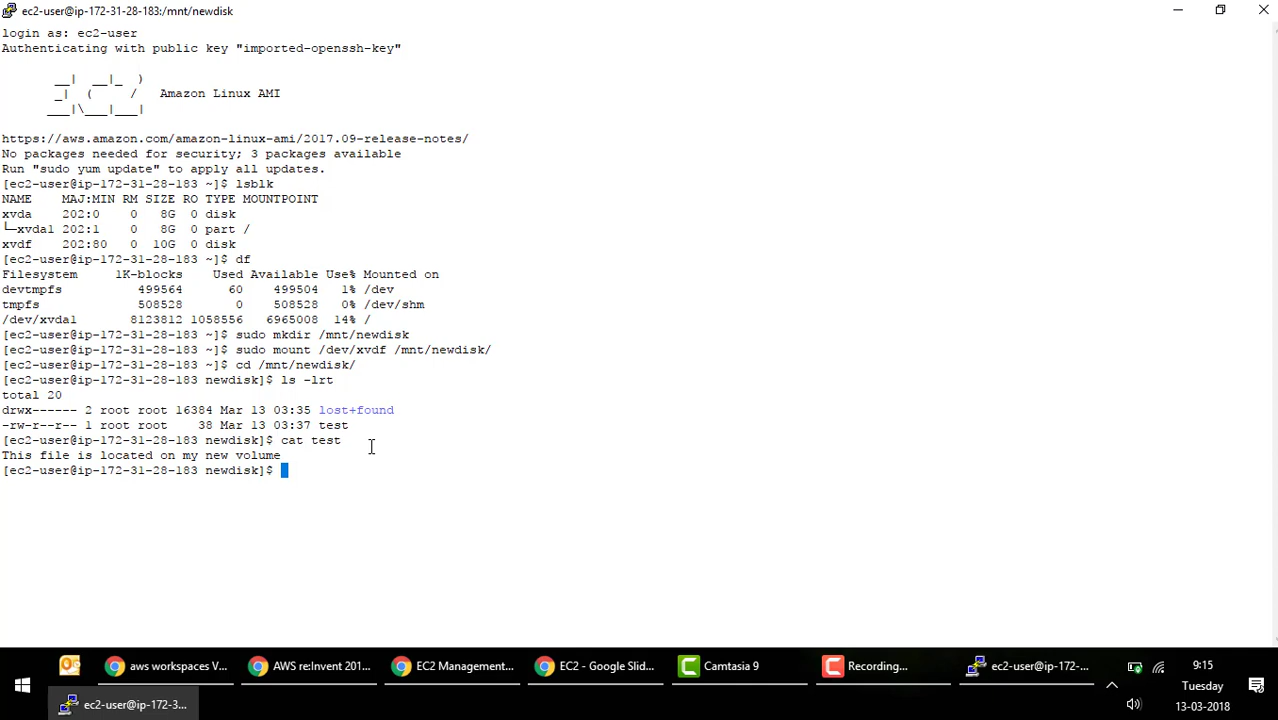 ec2-user@ip-172-31-28-183:/mnt/newdisk
login as: ec2-user
Authenticating with public key "imported-openssh-key"
__|  __|_  )
_|  (     /   Amazon Linux AMI
___|\___|___|
https://aws.amazon.com/amazon-linux-ami/2017.09-release-notes/
No packages needed for security; 3 packages available
Run "sudo yum update" to apply all updates.
[ec2-user@ip-172-31-28-183 ~]$ lsblk
NAME    MAJ:MIN RM SIZE RO TYPE MOUNTPOINT
xvda    202:0    0   8G  0 disk
└─xvda1 202:1    0   8G  0 part /
xvdf    202:80   0  10G  0 disk
[ec2-user@ip-172-31-28-183 ~]$ df
Filesystem     1K-blocks    Used Available Use% Mounted on
devtmpfs          499564      60    499504   1% /dev
tmpfs             508528       0    508528   0% /dev/shm
/dev/xvda1       8123812 1058556   6965008  14% /
[ec2-user@ip-172-31-28-183 ~]$ sudo mkdir /mnt/newdisk
[ec2-user@ip-172-31-28-183 ~]$ sudo mount /dev/xvdf /mnt/newdisk/
[ec2-user@ip-172-31-28-183 ~]$ cd /mnt/newdisk/
[ec2-user@ip-172-31-28-183 newdisk]$ ls -lrt
total 20
drwx------ 2 root root 16384 Mar 13 03:35 lost+found
-rw-r--r-- 1 root root    38 Mar 13 03:37 test
[ec2-user@ip-172-31-28-183 newdisk]$ cat test
This file is located on my new volume
[ec2-user@ip-172-31-28-183 newdisk]$
aws workspaces V... AWS re:Invent 201... EC2 Management... EC2 - Google Slid... Camtasia 9 Recording... ec2-user@ip-172-... 9:15
Tuesday
ec2-user@ip-172-3... 13-03-2018